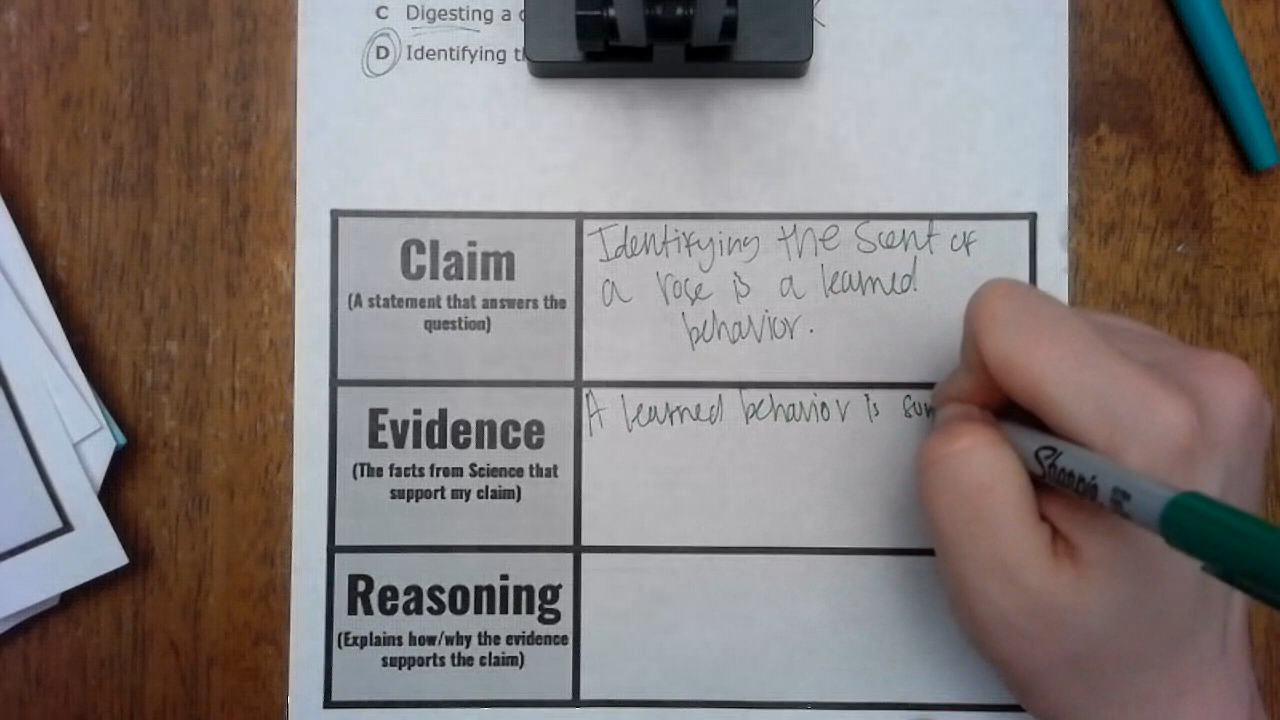 C Digesting a
D Identifying
Claim
(A statement that answers the
question)
Identifying the Scent of
a rose is a learned
behavior.
Evidence
(The facts from Science that
support my claim)
A learned behavior is
Reasoning
(Explains how/why the evidence
supports the claim)
Sharpie